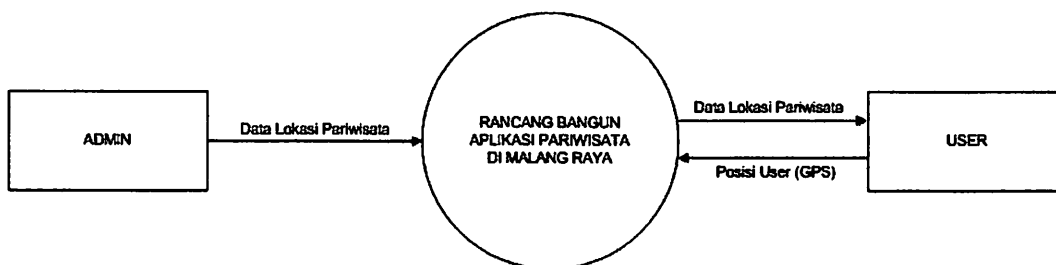 ADMIN
Data Lokasi Pariwisata
RANCANG BANGUN
APLIKASI PARIWISATA
DI MALANG RAYA
Data Lokasi Pariwisata
Posisi User (GPS)
USER